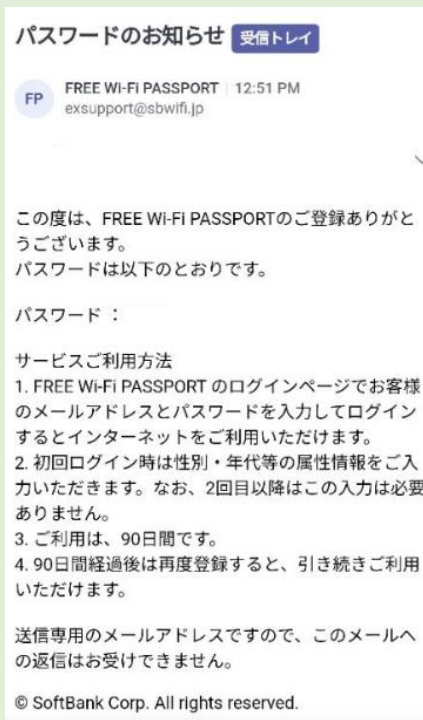 パスワードのお知らせ 受信トレイ
FP
FREE Wi-Fi PASSPORT | 12:51 PM
exsupport@sbwifi.jp
この度は、FREE Wi-Fi PASSPORTのご登録ありがと
うございます。
パスワードは以下のとおりです。
パスワード ：
サービスご利用方法
1. FREE Wi-Fi PASSPORT のログインページでお客様
のメールアドレスとパスワードを入力してログイン
するとインターネットをご利用いただけます。
2. 初回ログイン時は性別・年代等の属性情報をご入
力いただきます。なお、2回目以降はこの入力は必要
ありません。
3. ご利用は、90日間です。
4. 90日間経過後は再度登録すると、引き続きご利用
いただけます。
送信専用のメールアドレスですので、このメールへ
の返信はお受けできません。
© SoftBank Corp. All rights reserved.